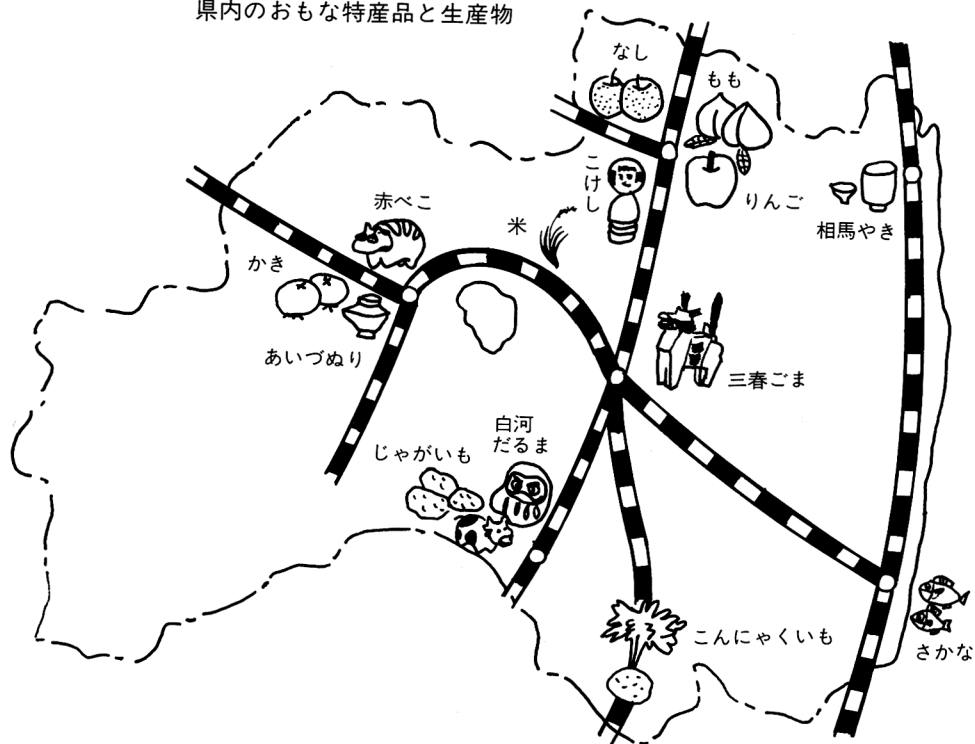 県内のおもな特産品と生産物
なし
もも
こけし
りんご
相馬やき
赤べこ
米
かき
あいづぬり
三春ごま
白河
だるま
じゃがいも
こんにゃくいも
さかな